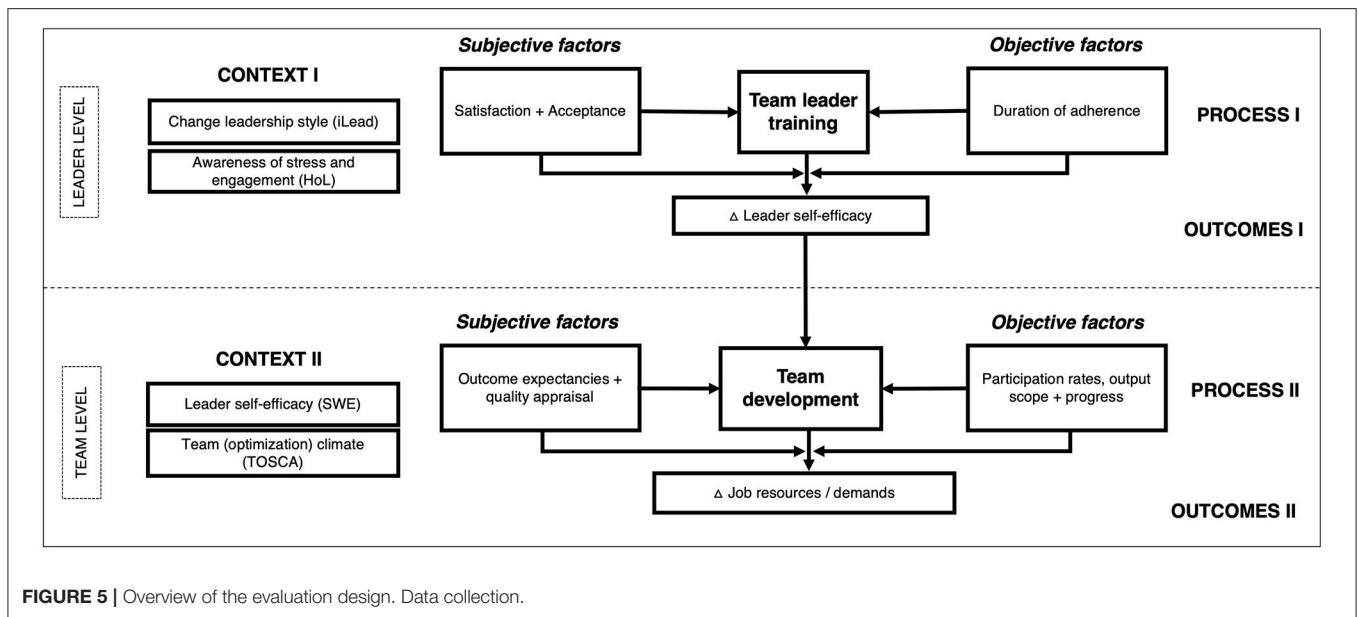 Subjective factors
Objective factors
CONTEXT I
LEADER LEVEL
Change leadership style (iLead)
Awareness of stress and
engagement (HoL)
Satisfaction + Acceptance
Team leader
training
Duration of adherence
PROCESS I
△ Leader self-efficacy
OUTCOMES I
Subjective factors
Objective factors
CONTEXT II
TEAM LEVEL
Leader self-efficacy (SWE)
Team (optimization) climate
(TOSCA)
Outcome expectancies +
quality appraisal
Team
development
Participation rates, output
scope + progress
PROCESS II
△ Job resources / demands
OUTCOMES II
FIGURE 5 | Overview of the evaluation design. Data collection.